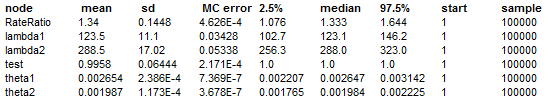 node mean sd MC error 2.5% median 97.5% start sample
RateRatio 1.34 0.1448 4.626E-4 1.076 1.333 1.644 1 100000
lambda1 123.5 11.1 0.03428 102.7 123.1 146.2 1 100000
lambda2 288.5 17.02 0.05338 256.3 288.0 323.0 1 100000
test 0.9958 0.06444 2.171E-4 1.0 1.0 1.0 1 100000
theta1 0.002654 2.386E-4 7.369E-7 0.002207 0.002647 0.003142 1 100000
theta2 0.001987 1.173E-4 3.678E-7 0.001765 0.001984 0.002225 1 100000